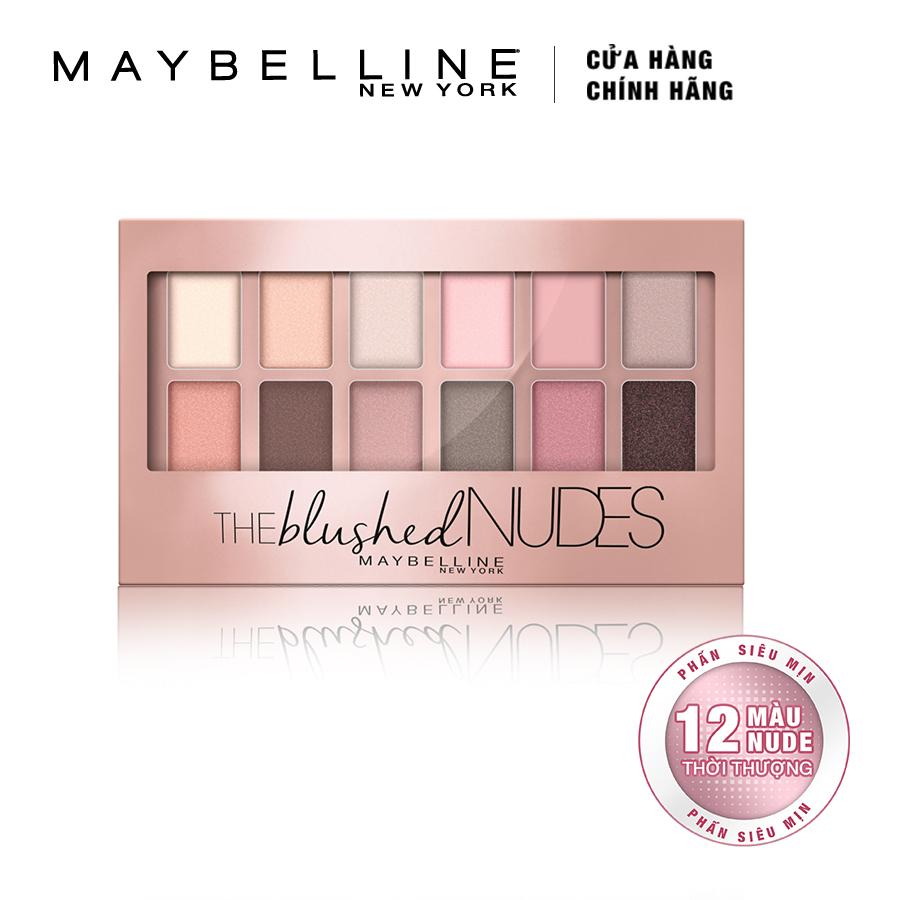 MAYBELLINE
NEW YORK
CỬA HÀNG
CHÍNH HÃNG
THE blushed NUDES
MAYBELLINE
NEW YORK
PHẤN SIÊU MỊN
12 MÀU
NUDE
THỜI THƯỢNG
PHẤN SIÊU MỊN